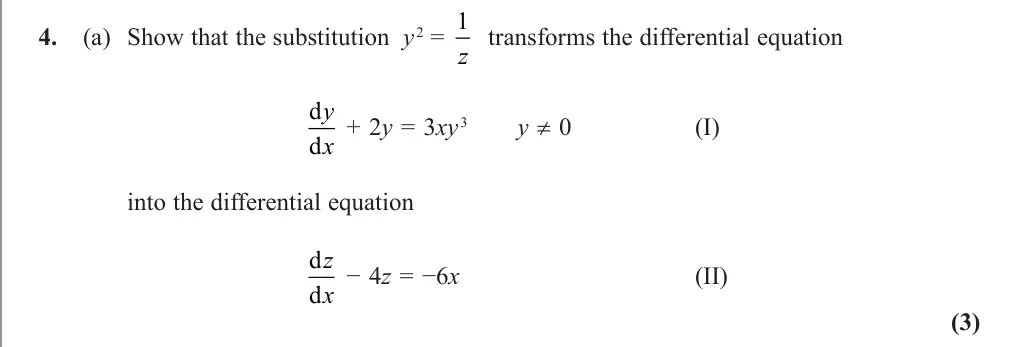 4. (a) Show that the substitution y² = 1/z transforms the differential equation
dy/dx + 2y = 3xy³ y ≠ 0 (I)
into the differential equation
dz/dx − 4z = −6x (II)
(3)